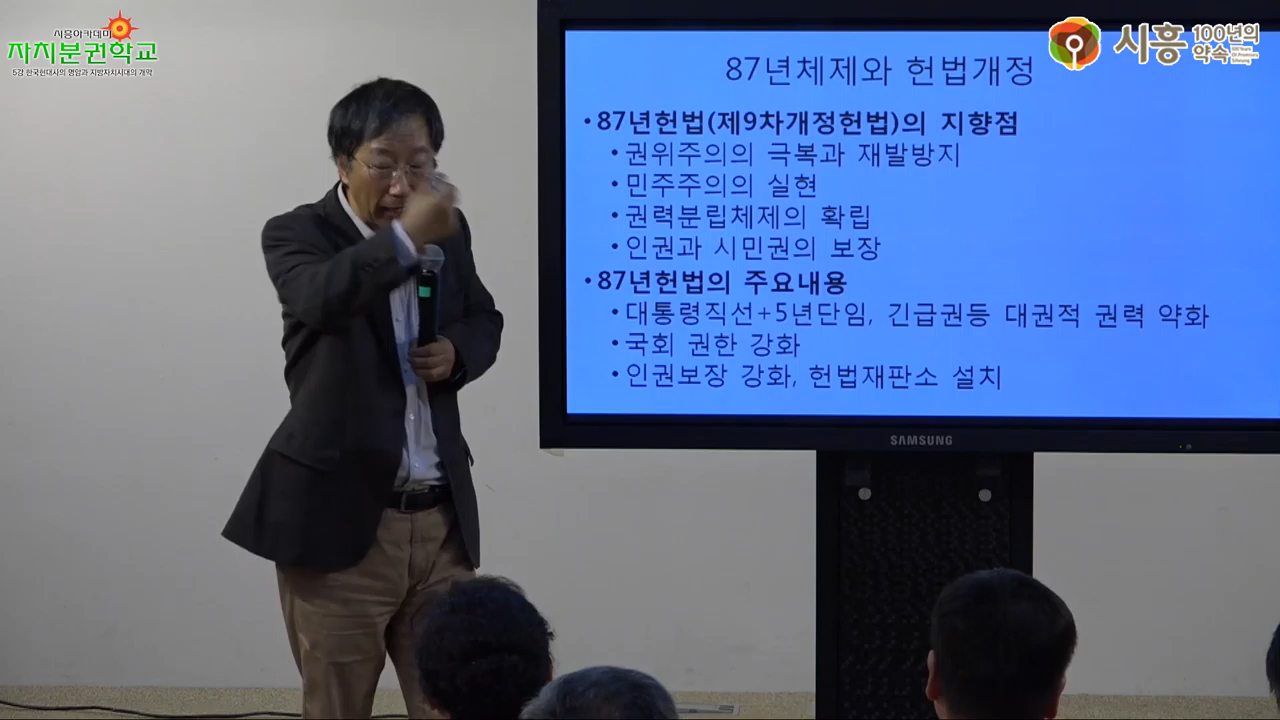 시흥아카데미
자치분권학교
5강 한국현대사의 명암과 지방자치시대의 개막
시흥 100년의 약속
87년체제와 헌법개정
•87년헌법(제9차개정헌법)의 지향점
•권위주의의 극복과 재발방지
•민주주의의 실현
•권력분립체제의 확립
•인권과 시민권의 보장
•87년헌법의 주요내용
•대통령직선+5년단임, 긴급권등 대권적 권력 약화
•국회 권한 강화
•인권보장 강화, 헌법재판소 설치
SAMSUNG